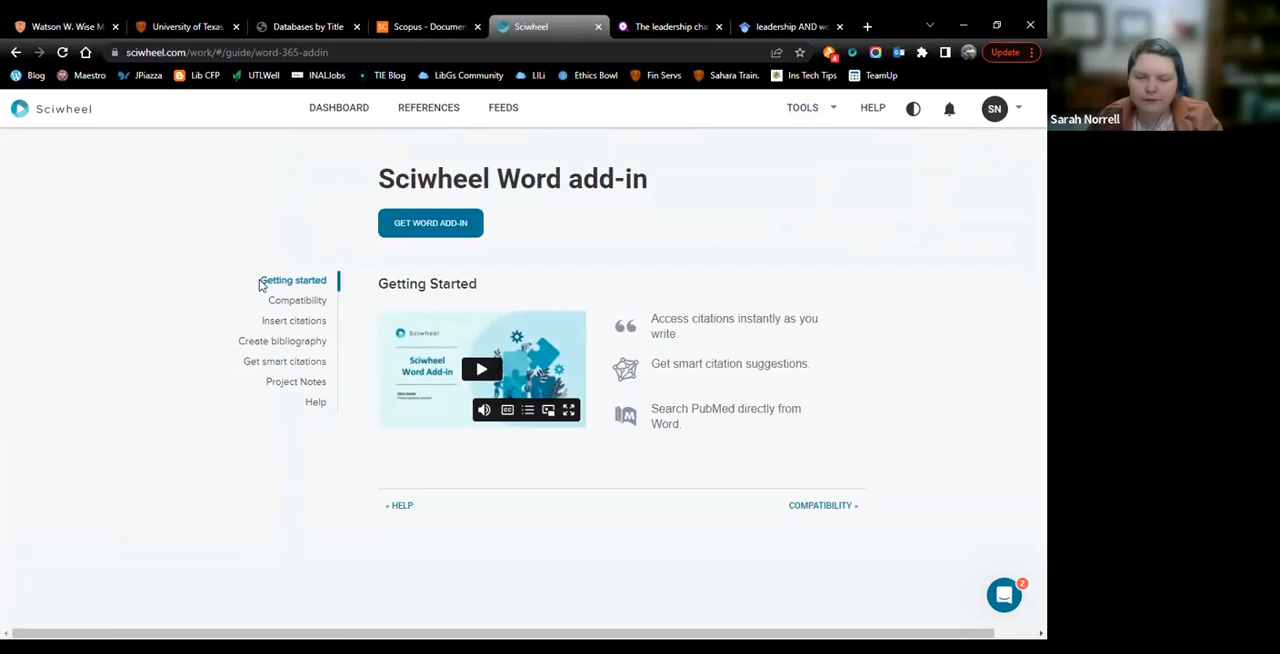 Watson W. Wise M
University of Texas
Databases by Title
Scopus - Documen
Sciwheel
The leadership cha
leadership AND wo
sciwheel.com/work/#/guide/word-365-addin
Update
Blog
Maestro
JPiazza
Lib CFP
UTLWell
INALJobs
TIE Blog
LibGs Community
LILi
Ethics Bowl
Fin Servs
Sahara Train.
Ins Tech Tips
TeamUp
Sarah Norrell
Sciwheel
DASHBOARD
REFERENCES
FEEDS
TOOLS
HELP
SN
Sciwheel Word add-in
GET WORD ADD-IN
Getting started
Compatibility
Insert citations
Create bibliography
Get smart citations
Project Notes
Help
Getting Started
Sciwheel
Sciwheel
Word Add-in
CC
Access citations instantly as you
write.
Get smart citation suggestions.
M
Search PubMed directly from
Word.
« HELP
COMPATIBILITY »
2